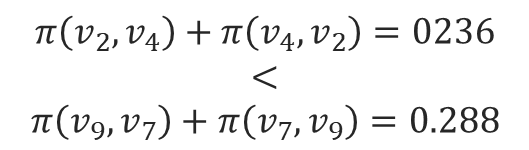 π(v₂, v₄) + π(v₄, v₂) = 0236
<
π(v₉, v₇) + π(v₇, v₉) = 0.288